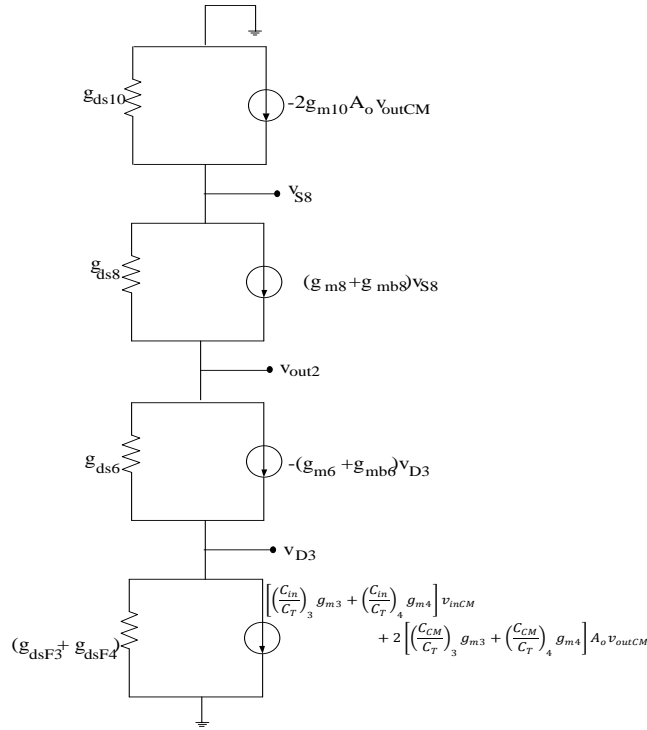 g_ds10
-2g_m10 A_o v_outCM
v_S8
g_ds8
(g_m8 + g_mb8)v_S8
v_out2
g_ds6
-(g_m6 + g_mb6)v_D3
v_D3
[(C_in/C_T)_3 g_m3 + (C_in/C_T)_4 g_m4] v_inCM
+ 2 [(C_CM/C_T)_3 g_m3 + (C_CM/C_T)_4 g_m4] A_o v_outCM
(g_dsF3 + g_dsF4)